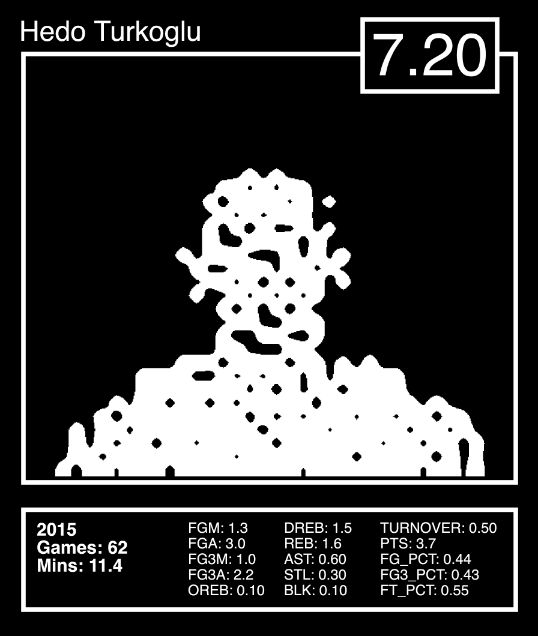 Hedo Turkoglu
7.20
2015
Games: 62
Mins: 11.4
FGM: 1.3
FGA: 3.0
FG3M: 1.0
FG3A: 2.2
OREB: 0.10
DREB: 1.5
REB: 1.6
AST: 0.60
STL: 0.30
BLK: 0.10
TURNOVER: 0.50
PTS: 3.7
FG_PCT: 0.44
FG3_PCT: 0.43
FT_PCT: 0.55